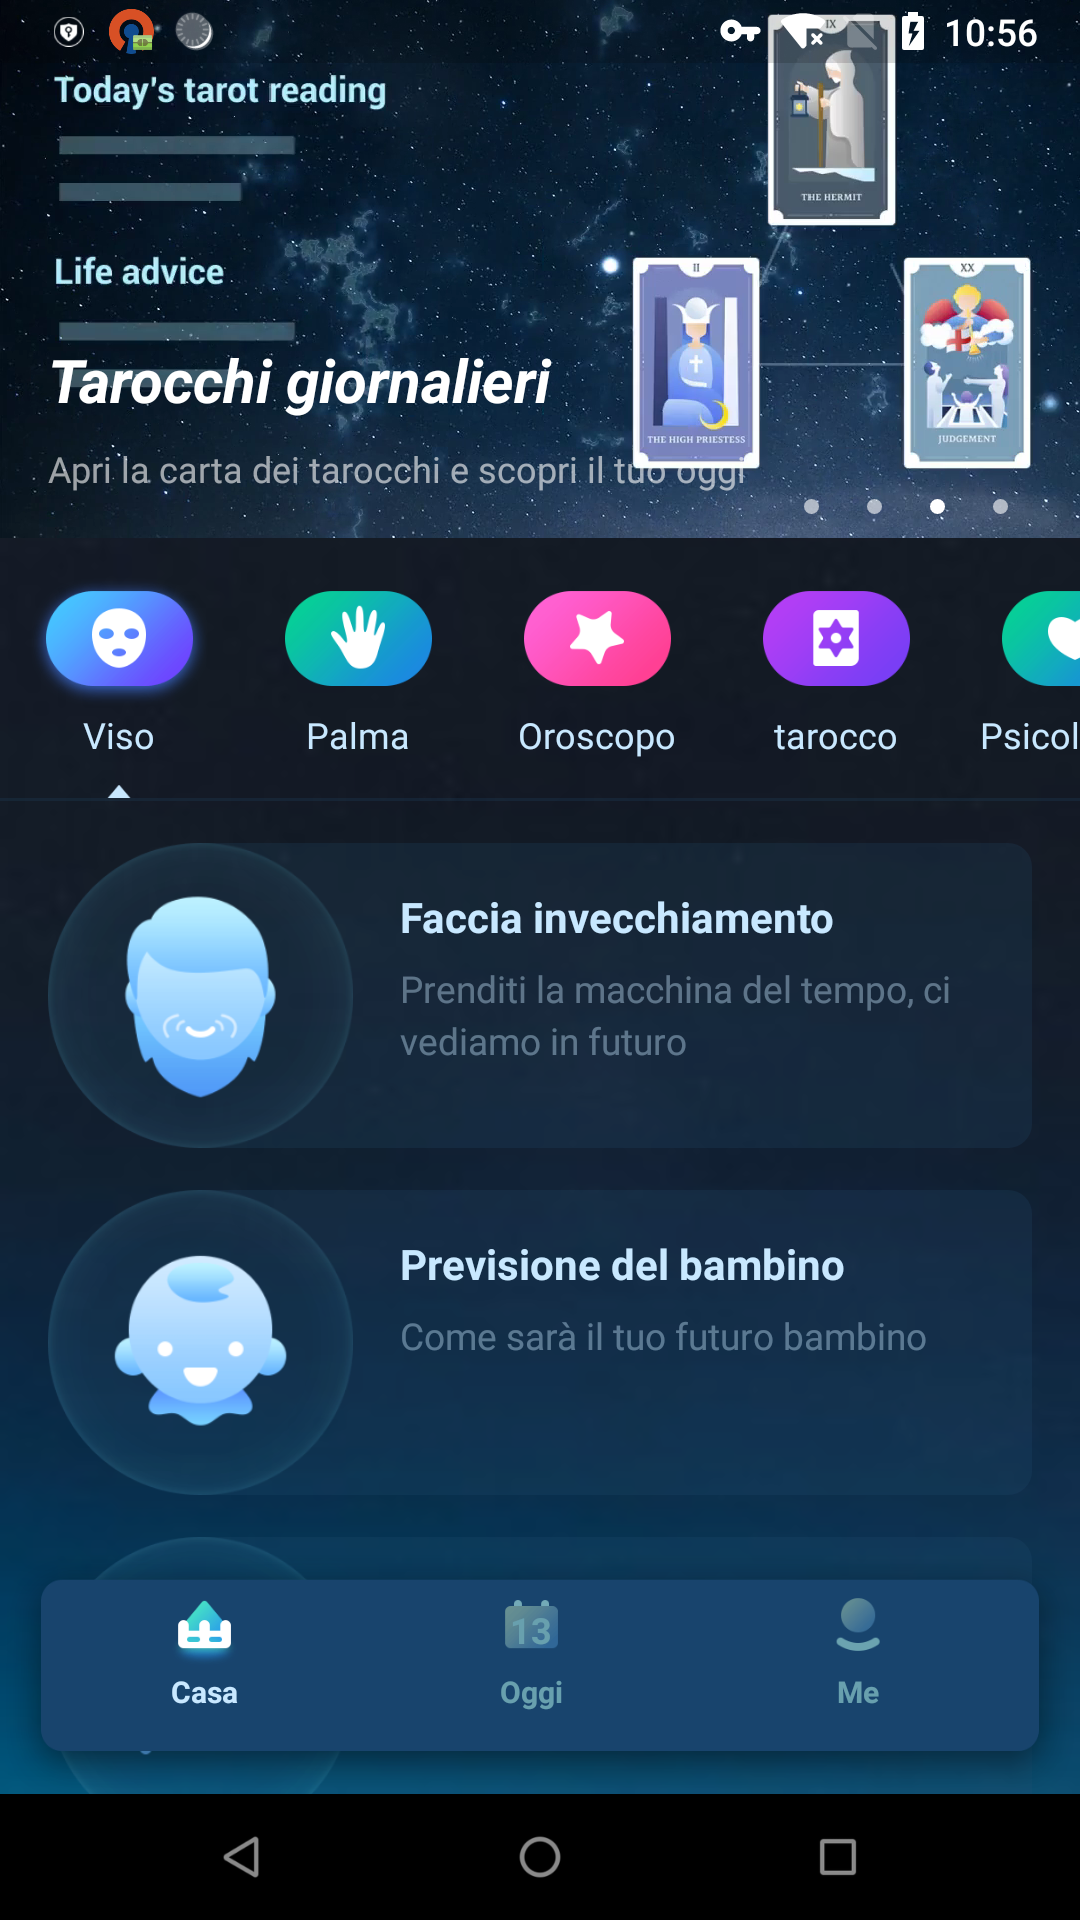 10:56
IX
Today's tarot reading
THE HERMIT
Life advice
II
XX
Tarocchi giornalieri
THE HIGH PRIESTESS
JUDGEMENT
Apri la carta dei tarocchi e scopri il tuo oggi
Viso
Palma
Oroscopo
tarocco
Psicol
Faccia invecchiamento
Prenditi la macchina del tempo, ci
vediamo in futuro
Previsione del bambino
Come sarà il tuo futuro bambino
13
Casa
Oggi
Me